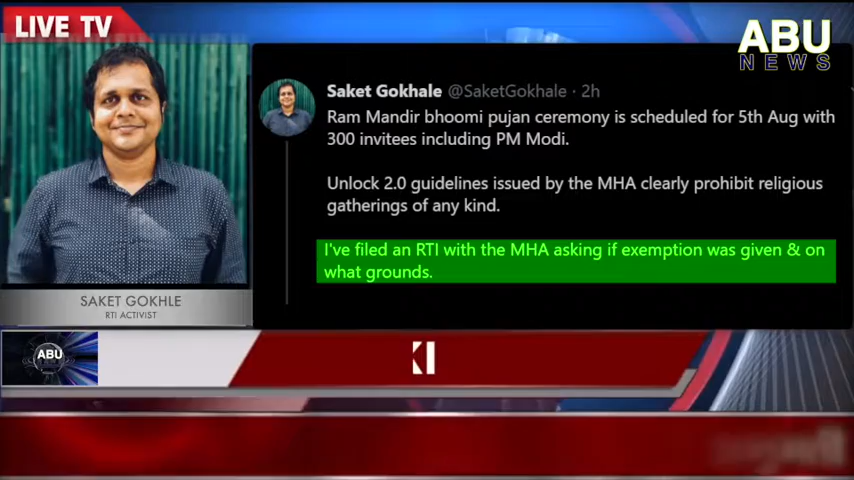 LIVE TV
ABU
NEWS
Saket Gokhale @SaketGokhale · 2h
Ram Mandir bhoomi pujan ceremony is scheduled for 5th Aug with
300 invitees including PM Modi.
Unlock 2.0 guidelines issued by the MHA clearly prohibit religious
gatherings of any kind.
I've filed an RTI with the MHA asking if exemption was given & on
what grounds.
SAKET GOKHLE
RTI ACTIVIST
ABU